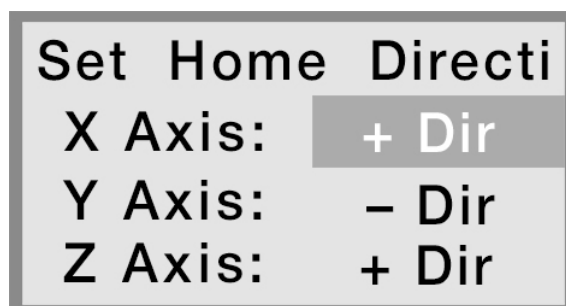 Set Home Directi
X Axis: + Dir
Y Axis: – Dir
Z Axis: + Dir